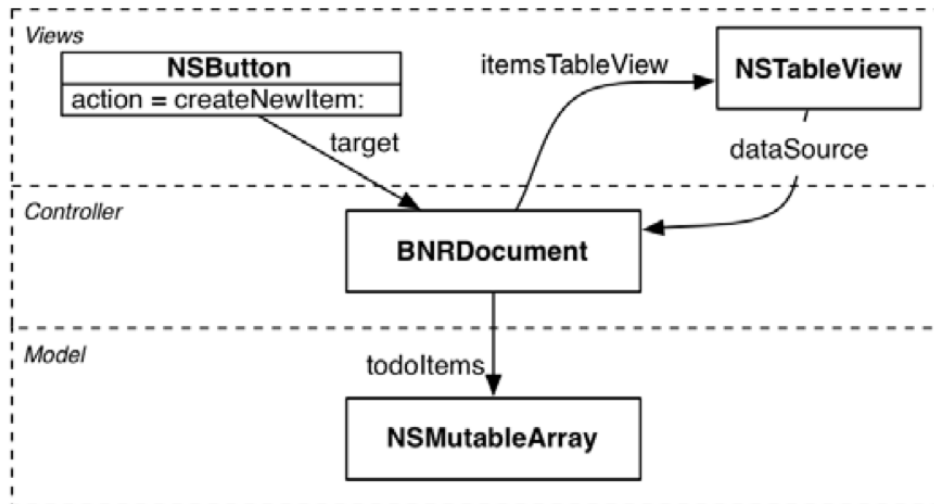 Views
NSButton
action = createNewItem:
itemsTableView
NSTableView
target
dataSource
Controller
BNRDocument
Model
todoItems
NSMutableArray